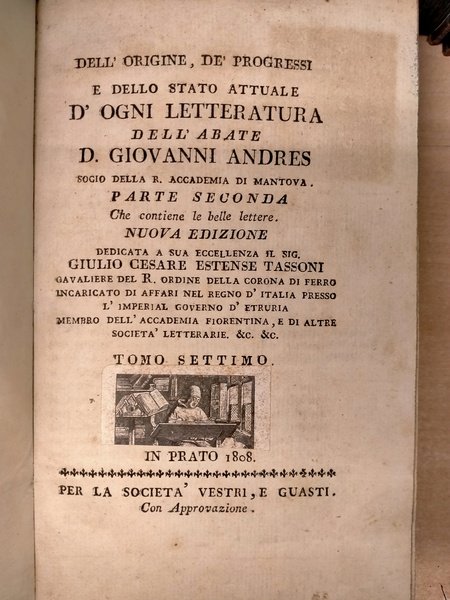 DELL' ORIGINE, DE' PROGRESSI
E DELLO STATO ATTUALE
D' OGNI LETTERATURA
DELL' ABATE
D. GIOVANNI ANDRES
SOCIO DELLA R. ACCADEMIA DI MANTOVA.
PARTE SECONDA
Che contiene le belle lettere.
NUOVA EDIZIONE
DEDICATA A SUA ECCELLENZA IL SIG.
GIULIO CESARE ESTENSE TASSONI
CAVALIERE DEL R. ORDINE DELLA CORONA DI FERRO
INCARICATO DI AFFARI NEL REGNO D' ITALIA PRESSO
L' IMPERIAL GOVERNO D' ETRURIA
MEMBRO DELL' ACCADEMIA FIORENTINA, E DI ALTRE
SOCIETA' LETTERARIE. &C. &C.
TOMO SETTIMO.
IN PRATO 1808.
PER LA SOCIETA' VESTRI, E GUASTI.
Con Approvazione.